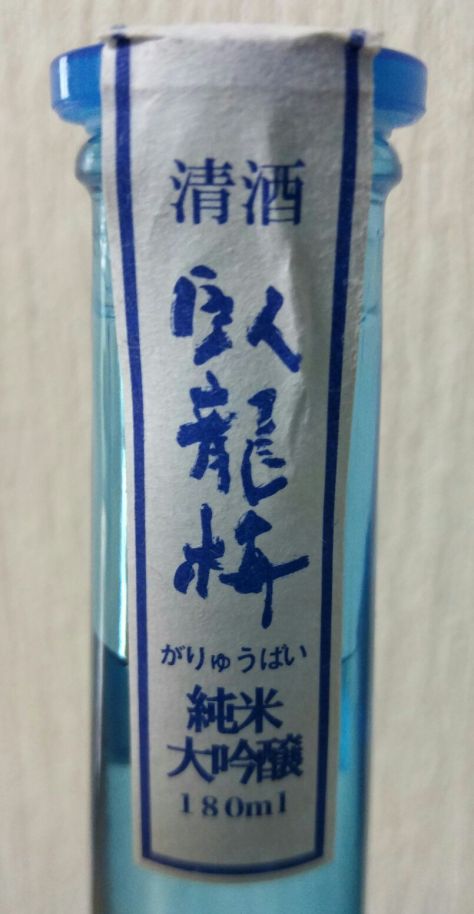 清酒
臥龍梅
がりゅうばい
純米
大吟醸
180ml